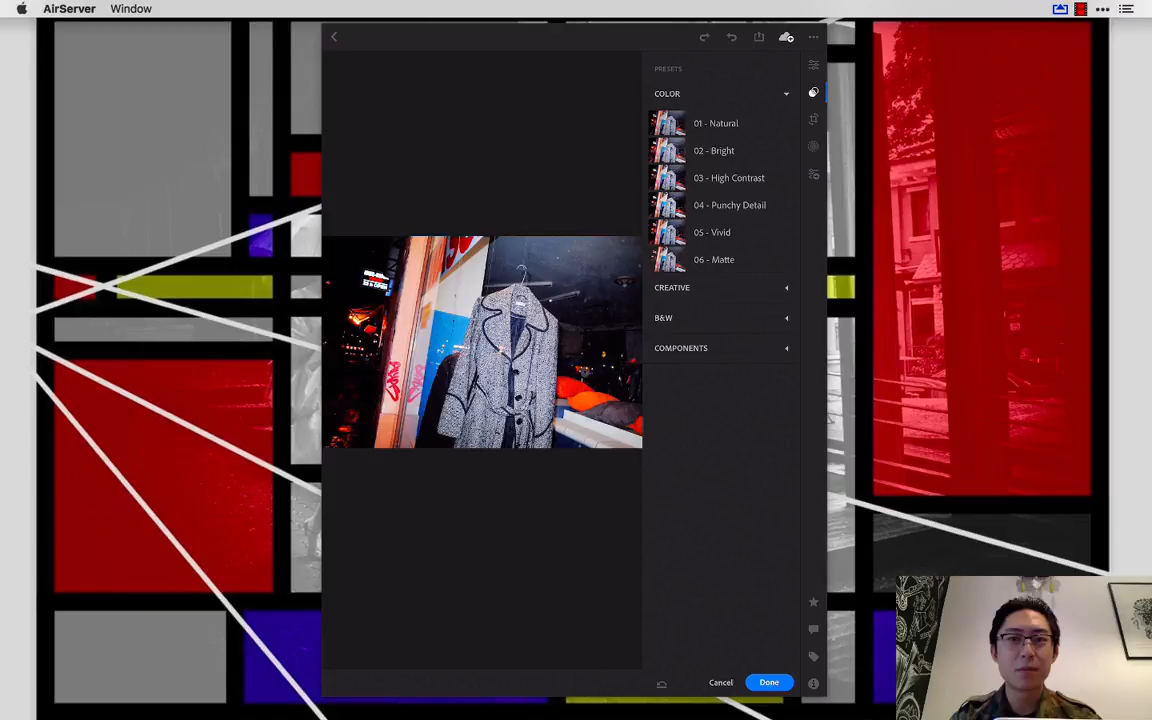 AirServer Window
PRESETS
COLOR
01 - Natural
02 - Bright
03 - High Contrast
04 - Punchy Detail
05 - Vivid
06 - Matte
CREATIVE
B&W
COMPONENTS
Cancel Done